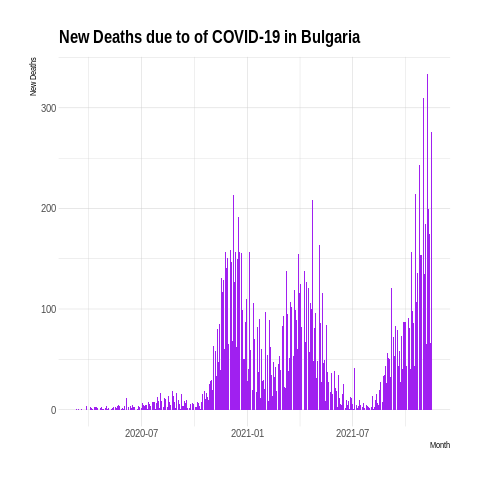 New Deaths due to of COVID-19 in Bulgaria
New Deaths
300
200
100
0
2020-07 2021-01 2021-07
Month